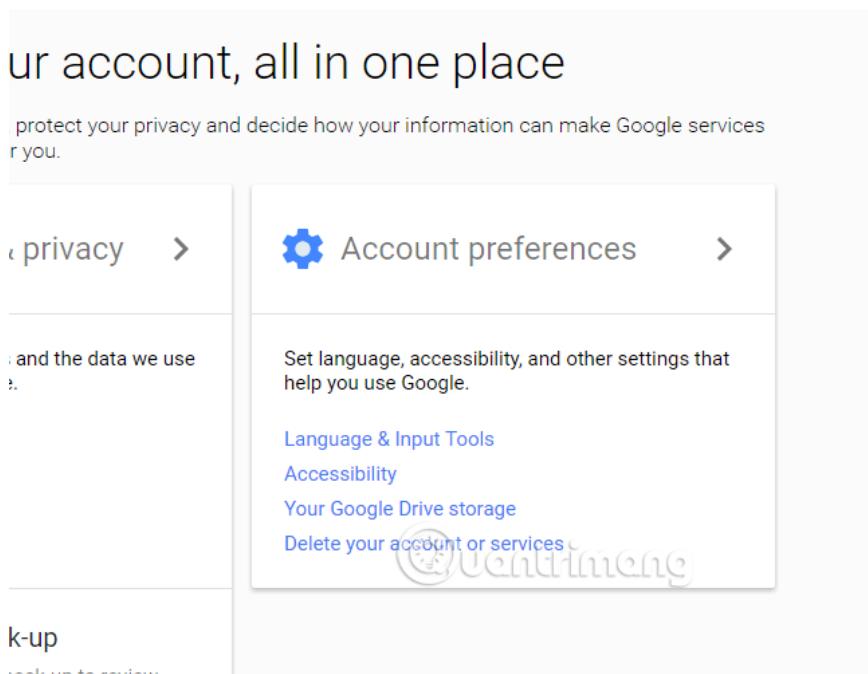 ur account, all in one place
protect your privacy and decide how your information can make Google services
r you.
& privacy
Account preferences
and the data we use
e.
Set language, accessibility, and other settings that
help you use Google.
Language & Input Tools
Accessibility
Your Google Drive storage
Delete your account or services
Quantrimang
k-up